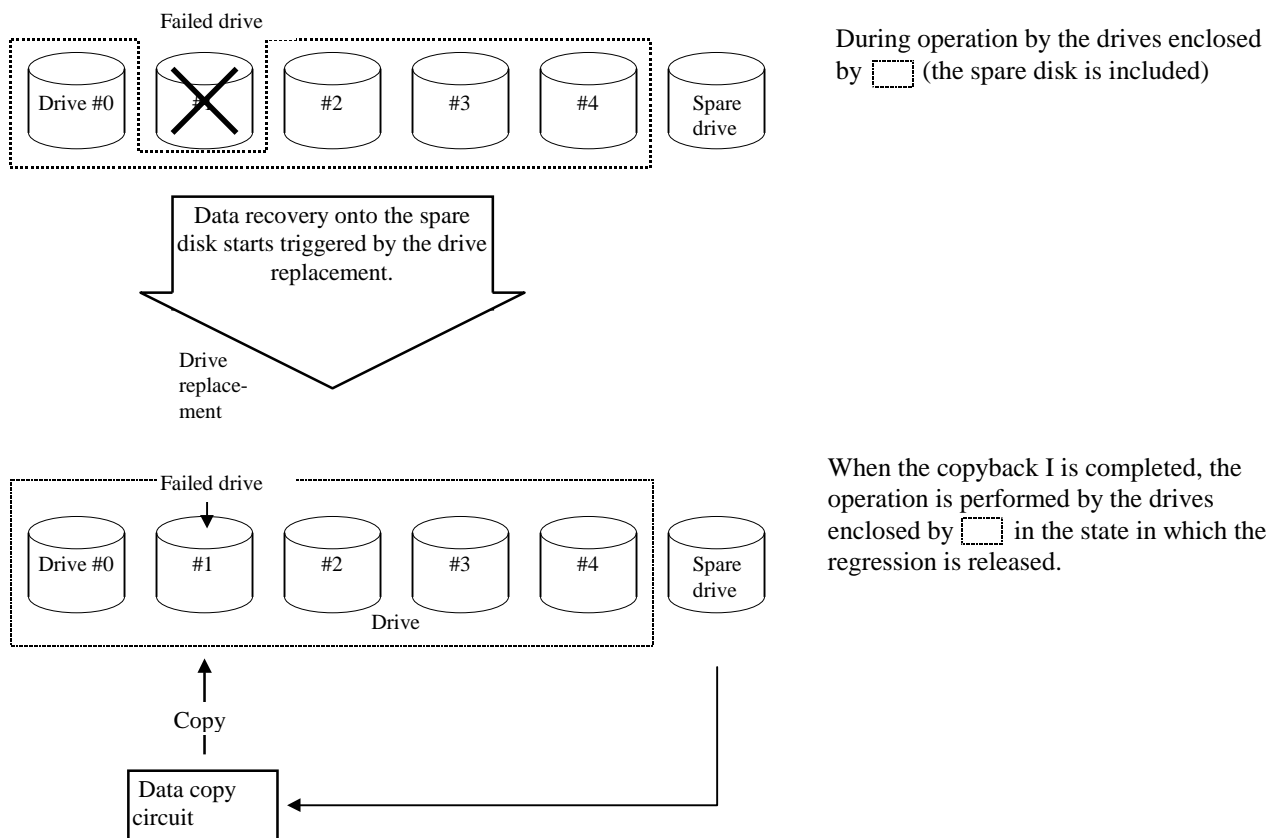 Failed drive
Drive #0
#2
#3
#4
Spare
drive
During operation by the drives enclosed
by (the spare disk is included)
Data recovery onto the spare
disk starts triggered by the drive
replacement.
Drive
replace-
ment
Failed drive
Drive #0
#1
#2
#3
#4
Spare
drive
Drive
When the copyback I is completed, the
operation is performed by the drives
enclosed by in the state in which the
regression is released.
Copy
Data copy
circuit